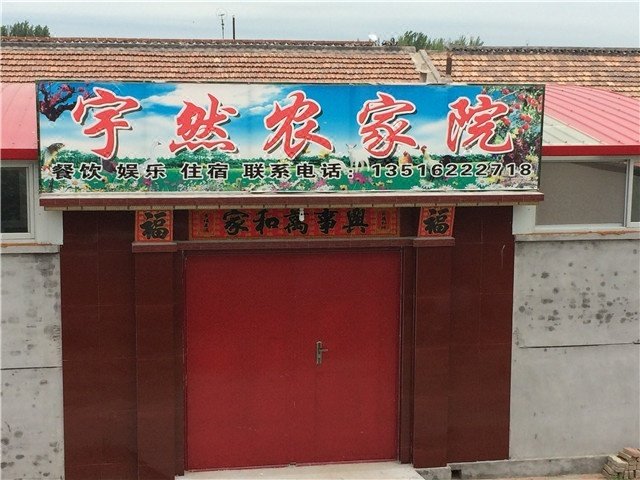 宇然农家院
餐饮 娱乐 住宿 联系电话：13516222718
福
興事萬和家
福